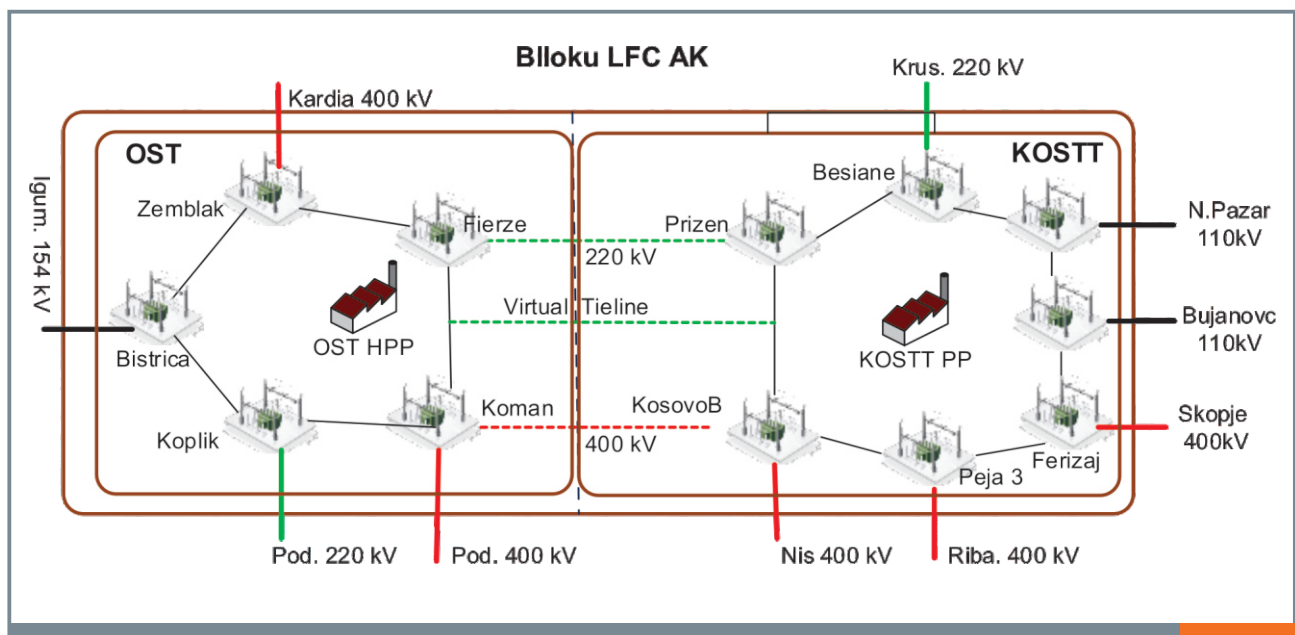 Blloku LFC AK
Krus. 220 kV
Kardia 400 kV
OST
KOSTT
Besiane
Igum. 154 kV
Zemblak
Fierze
Prizen
N.Pazar
110kV
220 kV
Virtual Tieline
OST HPP
KOSTT PP
Bujanovc
110kV
Bistrica
Koman
KosovoB
Koplik
400 kV
Skopje
400kV
Ferizaj
Peja 3
Pod. 220 kV
Pod. 400 kV
Nis 400 kV
Riba. 400 kV